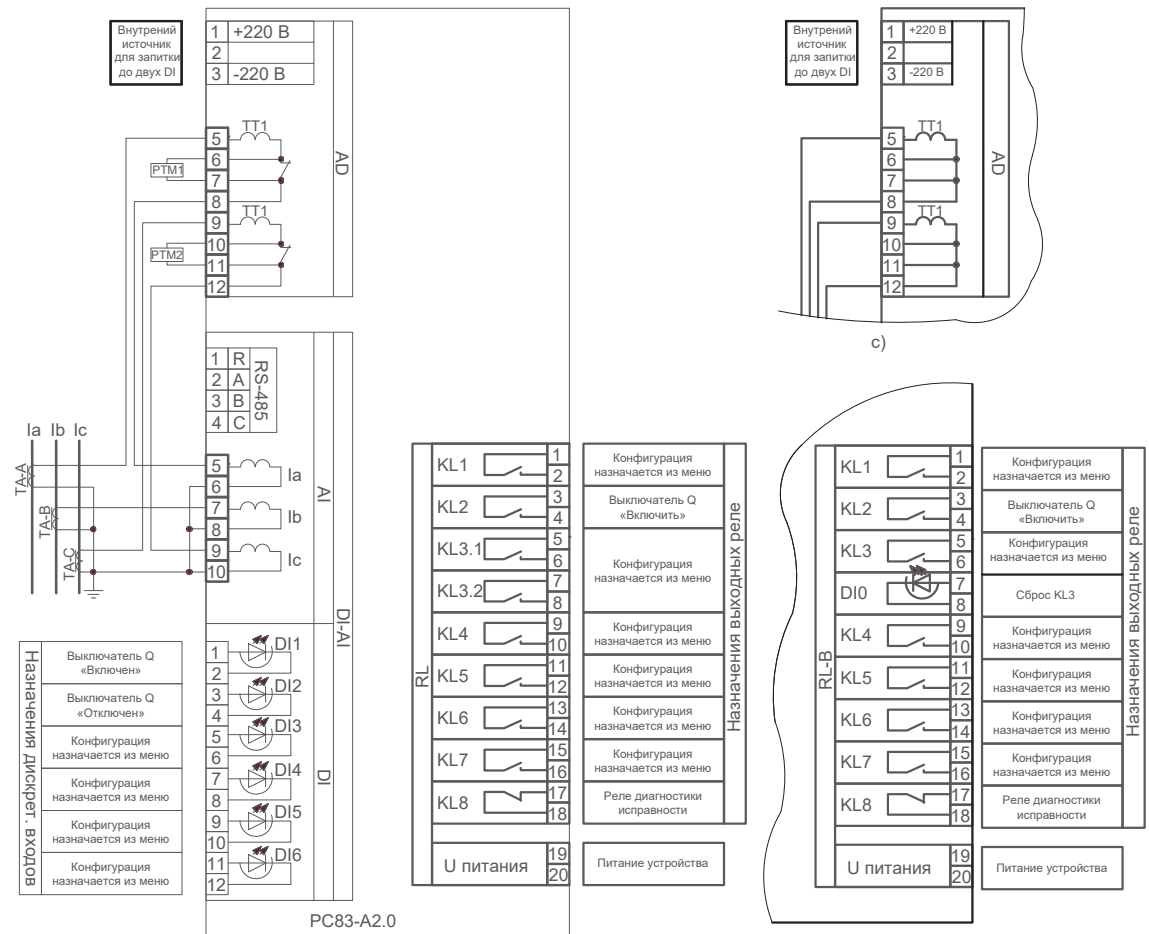 Внутрений
источник
для запитки
до двух DI
1 +220 В
2
3 -220 В
5
6
7
8
9
10
11
12
ТТ1
ТТ1
РТМ1
РТМ2
AD
1 R
2 A
3 B
4 C
RS-485
Ia Ib Ic
TA-A
TA-B
TA-C
5
6
7
8
9
10
Ia
Ib
Ic
AI
DI-AI
Назначения дискрет. входов
Выключатель Q
«Включен»
Выключатель Q
«Отключен»
Конфигурация
назначается из меню
Конфигурация
назначается из меню
Конфигурация
назначается из меню
Конфигурация
назначается из меню
1
2
3
4
5
6
7
8
9
10
11
12
DI1
DI2
DI3
DI4
DI5
DI6
DI
РС83-А2.0
RL
KL1
1
2
Конфигурация
назначается из меню
KL2
3
4
Выключатель Q
«Включить»
KL3.1
5
6
KL3.2
7
8
Конфигурация
назначается из меню
KL4
9
10
Конфигурация
назначается из меню
KL5
11
12
Конфигурация
назначается из меню
KL6
13
14
Конфигурация
назначается из меню
KL7
15
16
Конфигурация
назначается из меню
KL8
17
18
Реле диагностики
исправности
U питания
19
20
Питание устройства
Назначения выходных реле
Внутрений
источник
для запитки
до двух DI
1 +220 В
2
3 -220 В
5
6
7
8
9
10
11
12
ТТ1
ТТ1
AD
с)
RL-B
KL1
1
2
Конфигурация
назначается из меню
KL2
3
4
Выключатель Q
«Включить»
KL3
5
6
Конфигурация
назначается из меню
DI0
7
8
Сброс KL3
KL4
9
10
Конфигурация
назначается из меню
KL5
11
12
Конфигурация
назначается из меню
KL6
13
14
Конфигурация
назначается из меню
KL7
15
16
Конфигурация
назначается из меню
KL8
17
18
Реле диагностики
исправности
U питания
19
20
Питание устройства
Назначения выходных реле